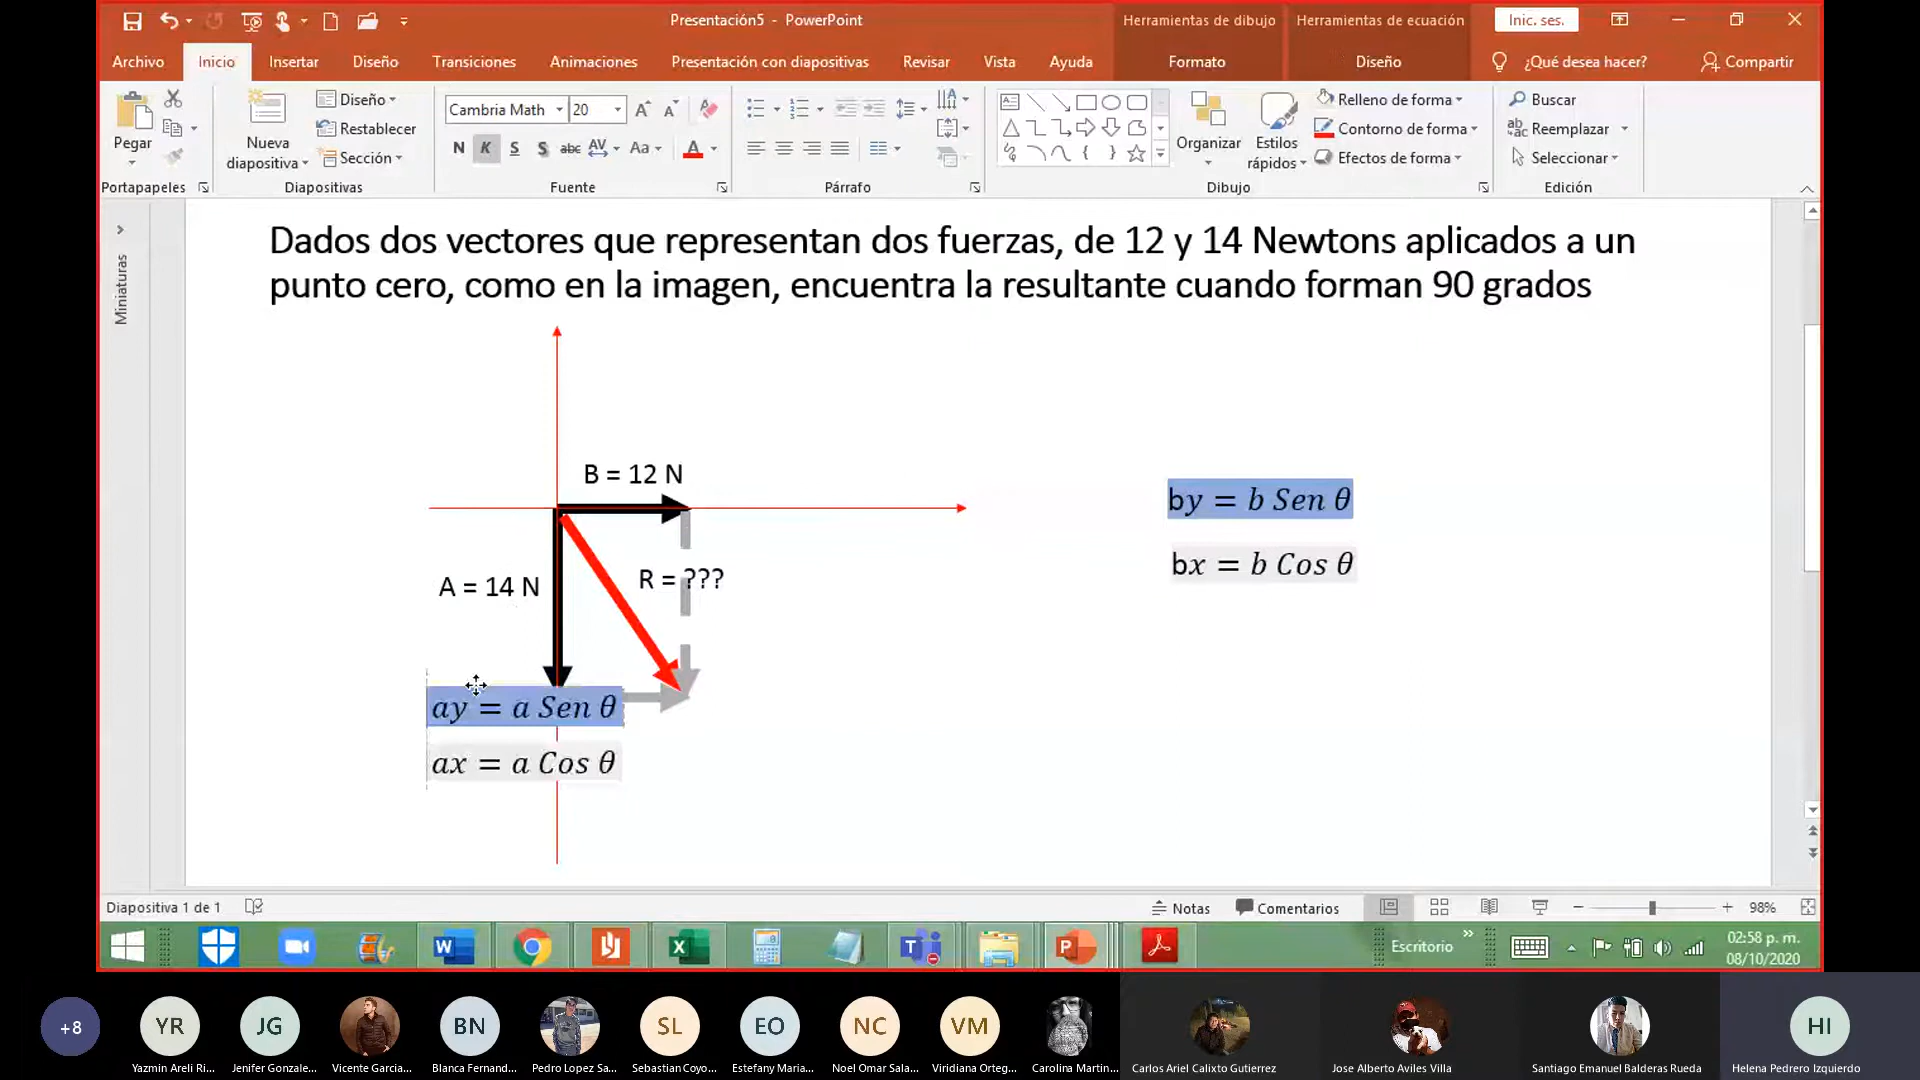 Presentación5 - PowerPoint
Herramientas de dibujo
Herramientas de ecuación
Inic. ses.
Archivo
Inicio
Insertar
Diseño
Transiciones
Animaciones
Presentación con diapositivas
Revisar
Vista
Ayuda
Formato
Diseño
¿Qué desea hacer?
Compartir
Pegar
Nueva
diapositiva
Diseño
Restablecer
Sección
Cambria Math
20
N K S S abc AV Aa A
Organizar
Estilos
rápidos
Relleno de forma
Contorno de forma
Efectos de forma
Buscar
Reemplazar
Seleccionar
Portapapeles
Diapositivas
Fuente
Párrafo
Dibujo
Edición
Miniaturas
Dados dos vectores que representan dos fuerzas, de 12 y 14 Newtons aplicados a un
punto cero, como en la imagen, encuentra la resultante cuando forman 90 grados
B = 12 N
by = b Sen θ
bx = b Cos θ
R = ???
A = 14 N
ay = a Sen θ
ax = a Cos θ
Diapositiva 1 de 1
Notas
Comentarios
98%
Escritorio
02:58 p. m.
08/10/2020
+8
YR
JG
BN
SL
EO
NC
VM
HI
Yazmin Areli Ri...
Jenifer Gonzale...
Vicente Garcia...
Blanca Fernand...
Pedro Lopez Sa...
Sebastian Coyo...
Estefany Maria...
Noel Omar Sala...
Viridiana Orteg...
Carolina Martin...
Carlos Ariel Calixto Gutierrez
Jose Alberto Aviles Villa
Santiago Emanuel Balderas Rueda
Helena Pedrero Izquierdo